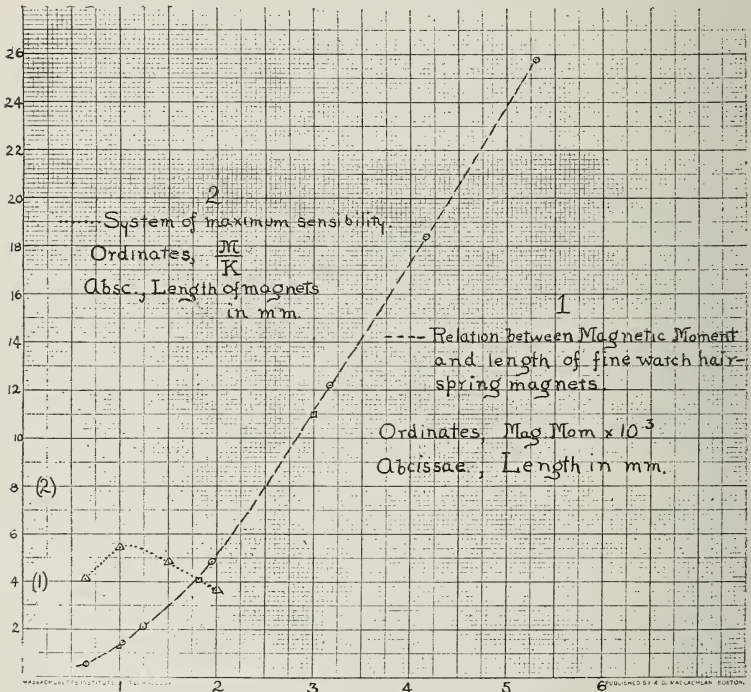 26
24
22
20
18
16
14
12
10
8
6
4
2
(2)
(1)
2
System of maximum sensibility.
Ordinates, M/K
Absc., Length of magnets
in mm.
1
Relation between Magnetic Moment
and length of fine watch hair-
spring magnets.
Ordinates, Mag. Mom x 10⁻³
Abcissae, Length in mm.
1 2 3 4 5 6
MASSACHUSETTS INSTITUTE
PUBLISHED BY A. D. MACLACHLAN BOSTON.